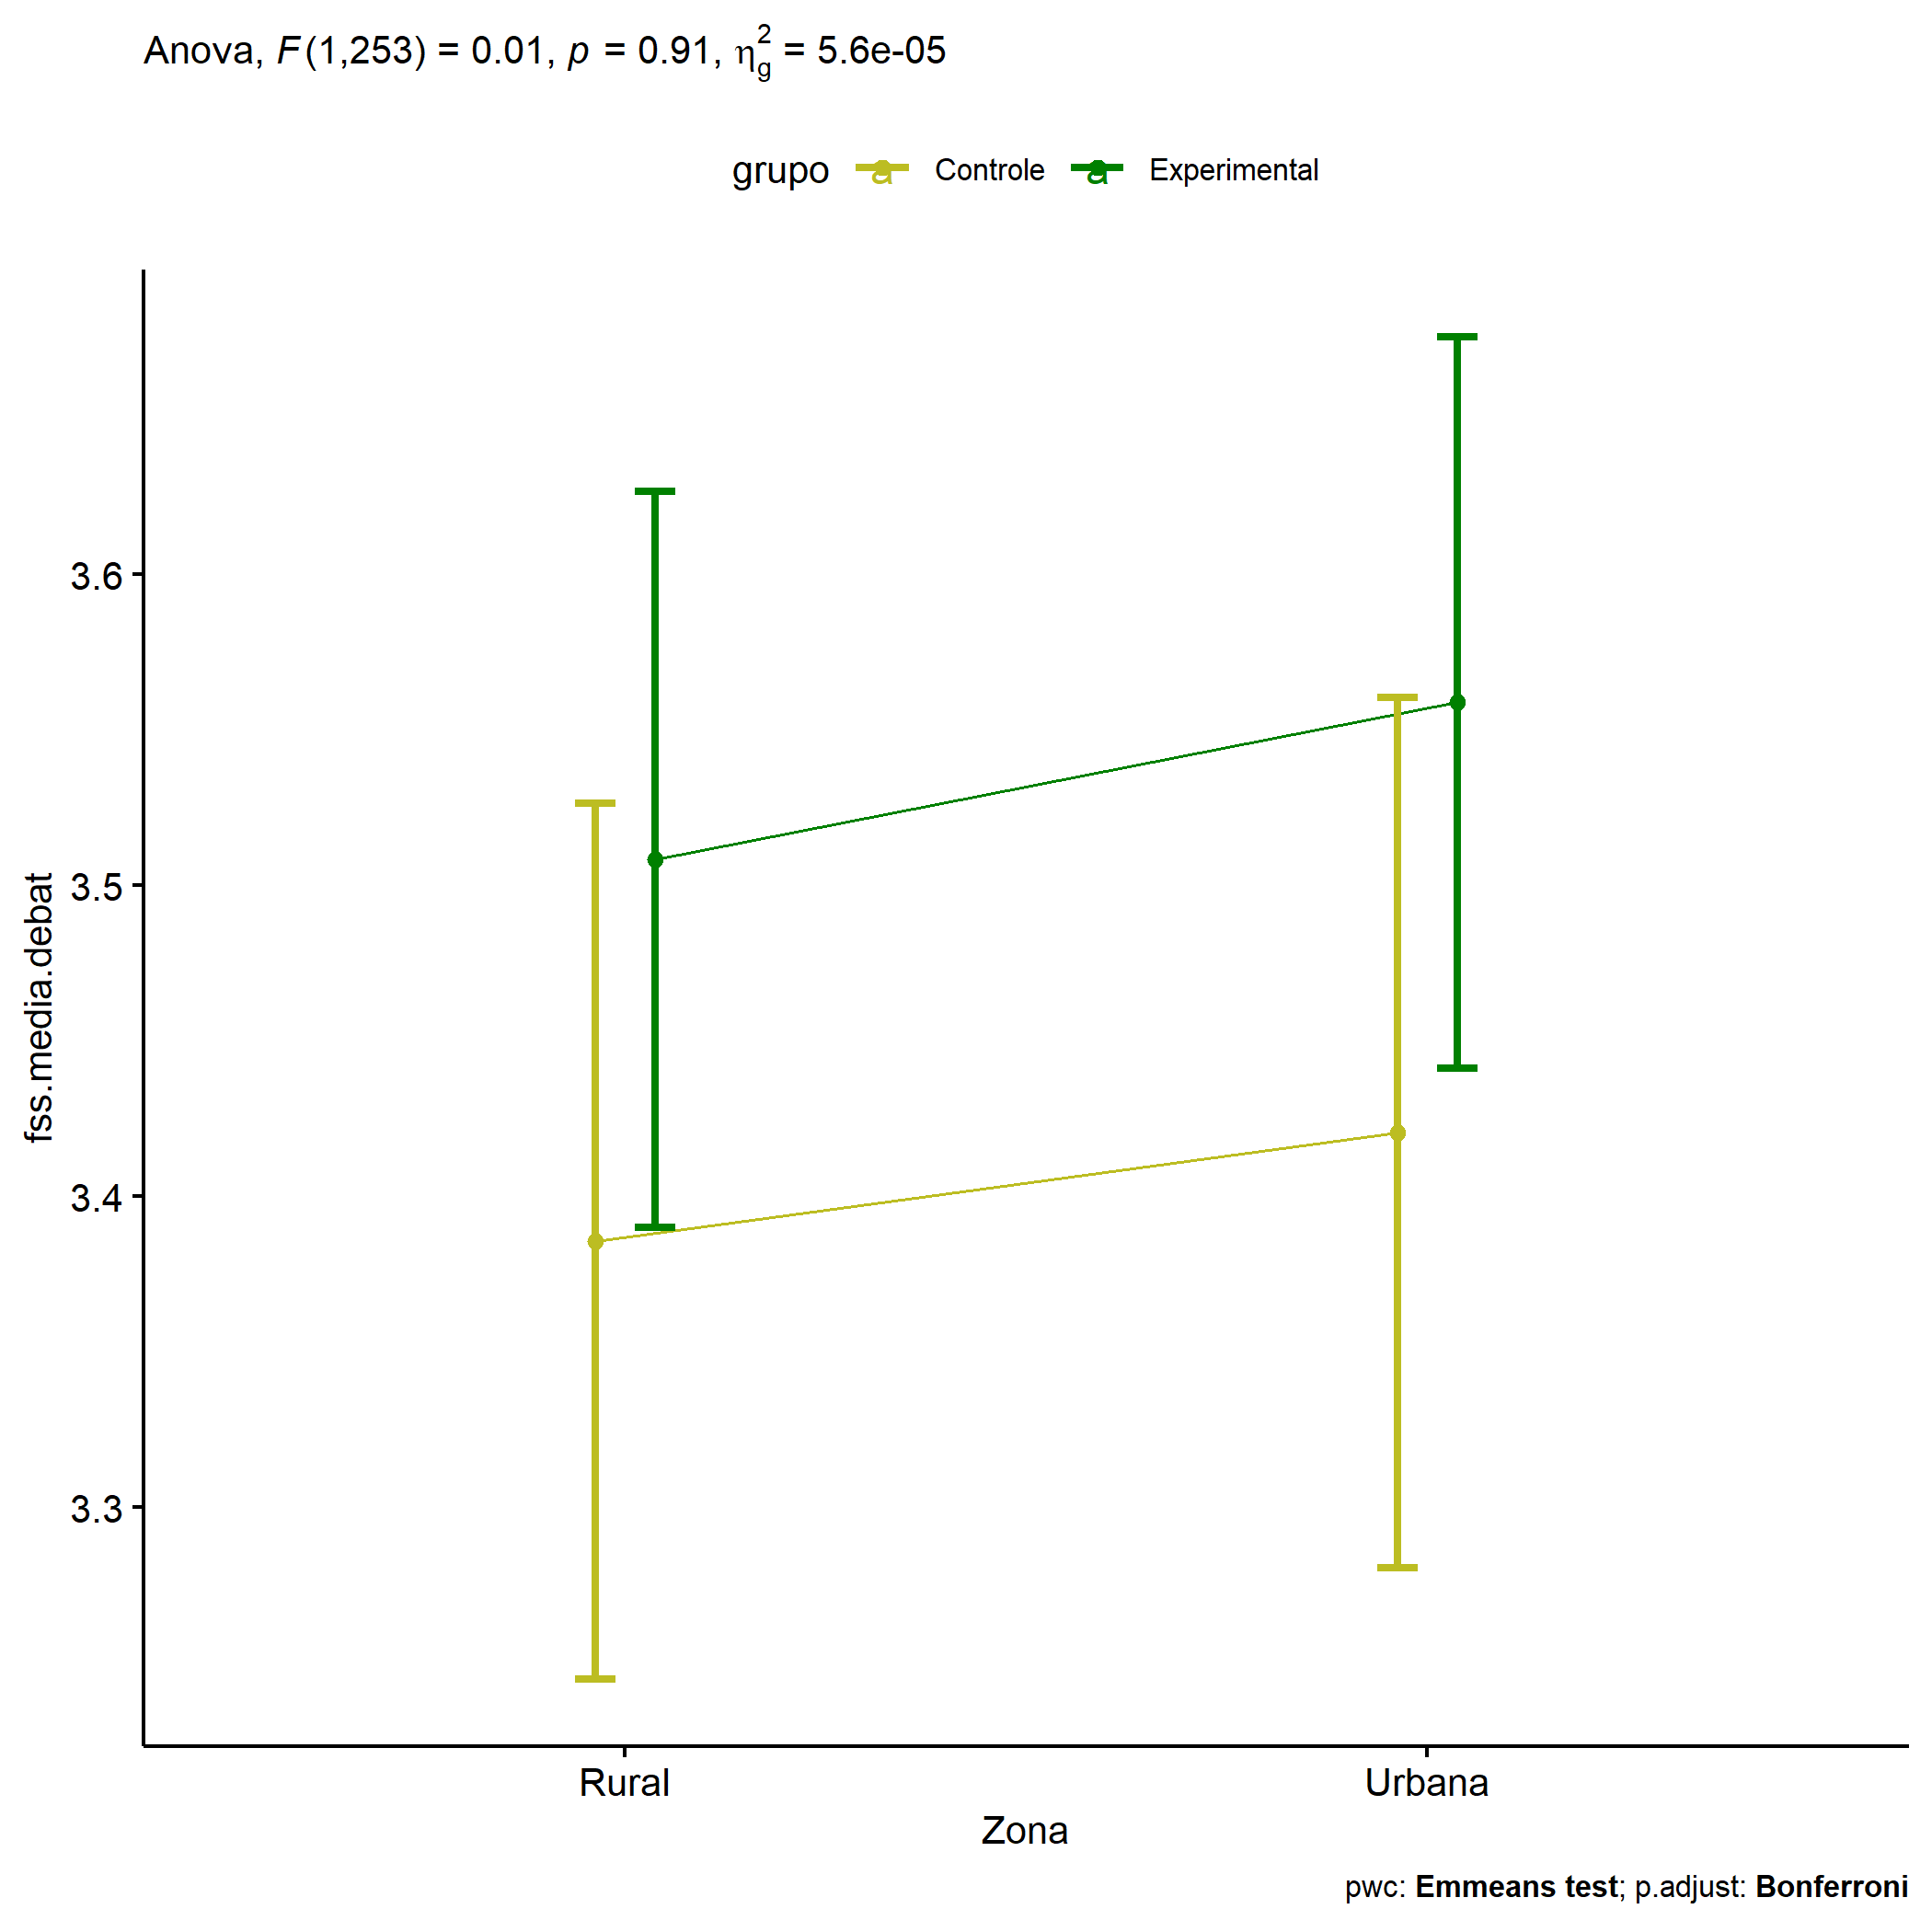 Anova, F(1,253) = 0.01, p = 0.91, η²g = 5.6e-05
grupo a Controle a Experimental
fss.media.debat
3.6
3.5
3.4
3.3
Rural Urbana
Zona
pwc: Emmeans test; p.adjust: Bonferroni